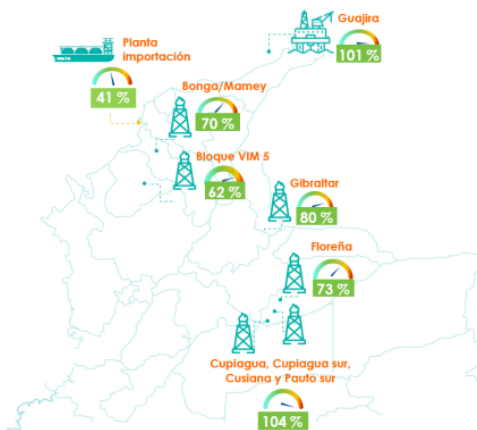 Guajira
101 %
Planta
importación
41 %
Bonga/Mamey
70 %
Bloque VIM 5
62 %
Gibraltar
80 %
Floreña
73 %
Cupiagua, Cupiagua sur,
Cusiana y Pauto sur
104 %